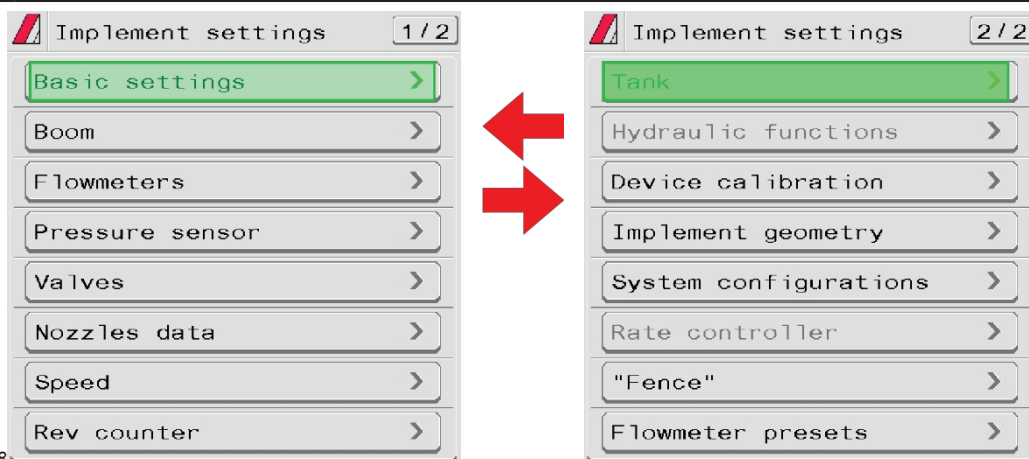 Implement settings 1/2
Basic settings
Boom
Flowmeters
Pressure sensor
Valves
Nozzles data
Speed
Rev counter
Implement settings 2/2
Tank
Hydraulic functions
Device calibration
Implement geometry
System configurations
Rate controller
"Fence"
Flowmeter presets